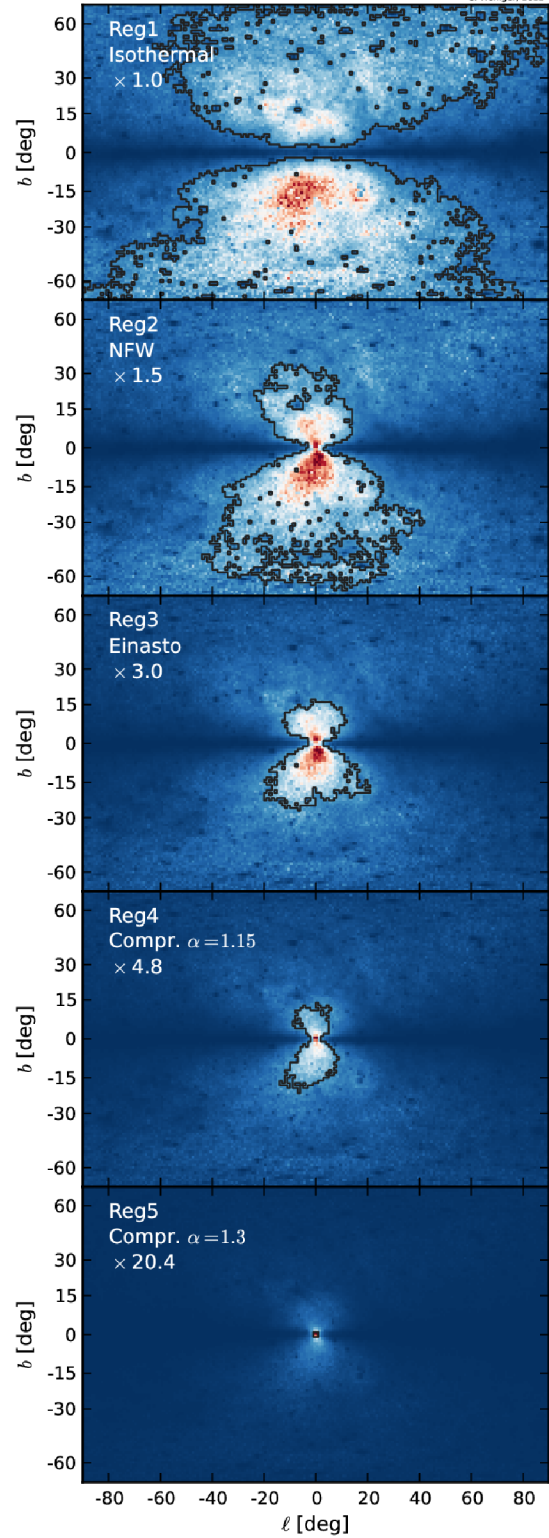 Reg1
Isothermal
× 1.0
60
30
15
0
-15
-30
-60
b [deg]
Reg2
NFW
× 1.5
60
30
15
0
-15
-30
-60
b [deg]
Reg3
Einasto
× 3.0
60
30
15
0
-15
-30
-60
b [deg]
Reg4
Compr. α = 1.15
× 4.8
60
30
15
0
-15
-30
-60
b [deg]
Reg5
Compr. α = 1.3
× 20.4
60
30
15
0
-15
-30
-60
b [deg]
-80 -60 -40 -20 0 20 40 60 80
ℓ [deg]